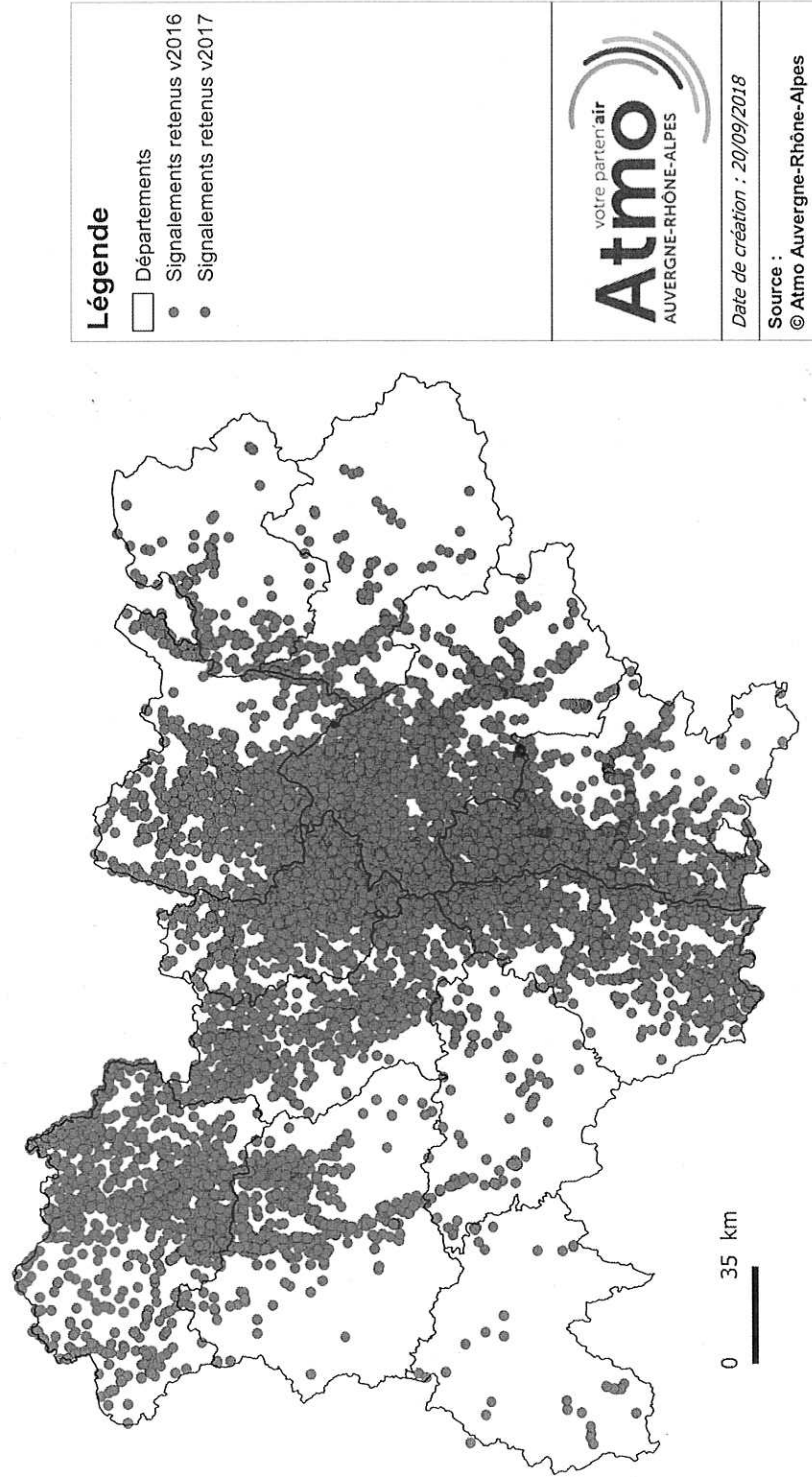 Légende
Départements
Signalements retenus v2016
Signalements retenus v2017
votre parten'air
Atmo
AUVERGNE-RHÔNE-ALPES
Date de création : 20/09/2018
Source :
© Atmo Auvergne-Rhône-Alpes
0 35 km